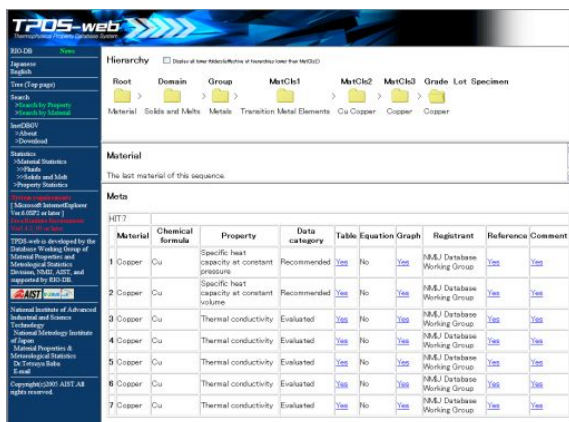 TPDS-web
Thermophysical Property Database System
RIO-DB News
Japanese
English
Tree (Top page)
Search
>Search by Property
>Search by Material
InetDBGV
>About
>Download
Statistics
>Material Statistics
>>Fluids
>>Solids and Melt
>Property Statistics
System requirements
[ Microsoft InternetExplorer
Ver.6.0SP2 or later ]
TPDS-web is developed by the
Database Working Group of
Material Properties and
Metrological Statistics
Division, NMIJ, AIST, and
supported by RIO-DB.
AIST
National Institute of Advanced
Industrial and Science
Technology
National Metrology Institute
of Japan
Material Properties &
Metrological Statistics
Dr.Tetsuya Baba
E-mail
Copyright(c)2005 AIST All
rights reserved.
Hierarchy Display all lower folders(effective at hierarchies lower than MatCls2)
Root Domain Group MatCls1 MatCls2 MatCls3 Grade Lot Specimen
> > > > > >
Material Solids and Melts Metals Transition Metal Elements Cu Copper Copper Copper
Material
The last material of this sequence.
Meta
HIT:7
Material Chemical formula Property Data category Table Equation Graph Registrant Reference Comment
1 Copper Cu Specific heat capacity at constant pressure Recommended Yes No Yes NMIJ Database Working Group Yes Yes
2 Copper Cu Specific heat capacity at constant volume Recommended Yes No Yes NMIJ Database Working Group Yes Yes
3 Copper Cu Thermal conductivity Evaluated Yes No Yes NMIJ Database Working Group Yes Yes
4 Copper Cu Thermal conductivity Evaluated Yes No Yes NMIJ Database Working Group Yes Yes
5 Copper Cu Thermal conductivity Evaluated Yes No Yes NMIJ Database Working Group Yes Yes
6 Copper Cu Thermal conductivity Evaluated Yes No Yes NMIJ Database Working Group Yes Yes
7 Copper Cu Thermal conductivity Evaluated Yes No Yes NMIJ Database Working Group Yes Yes